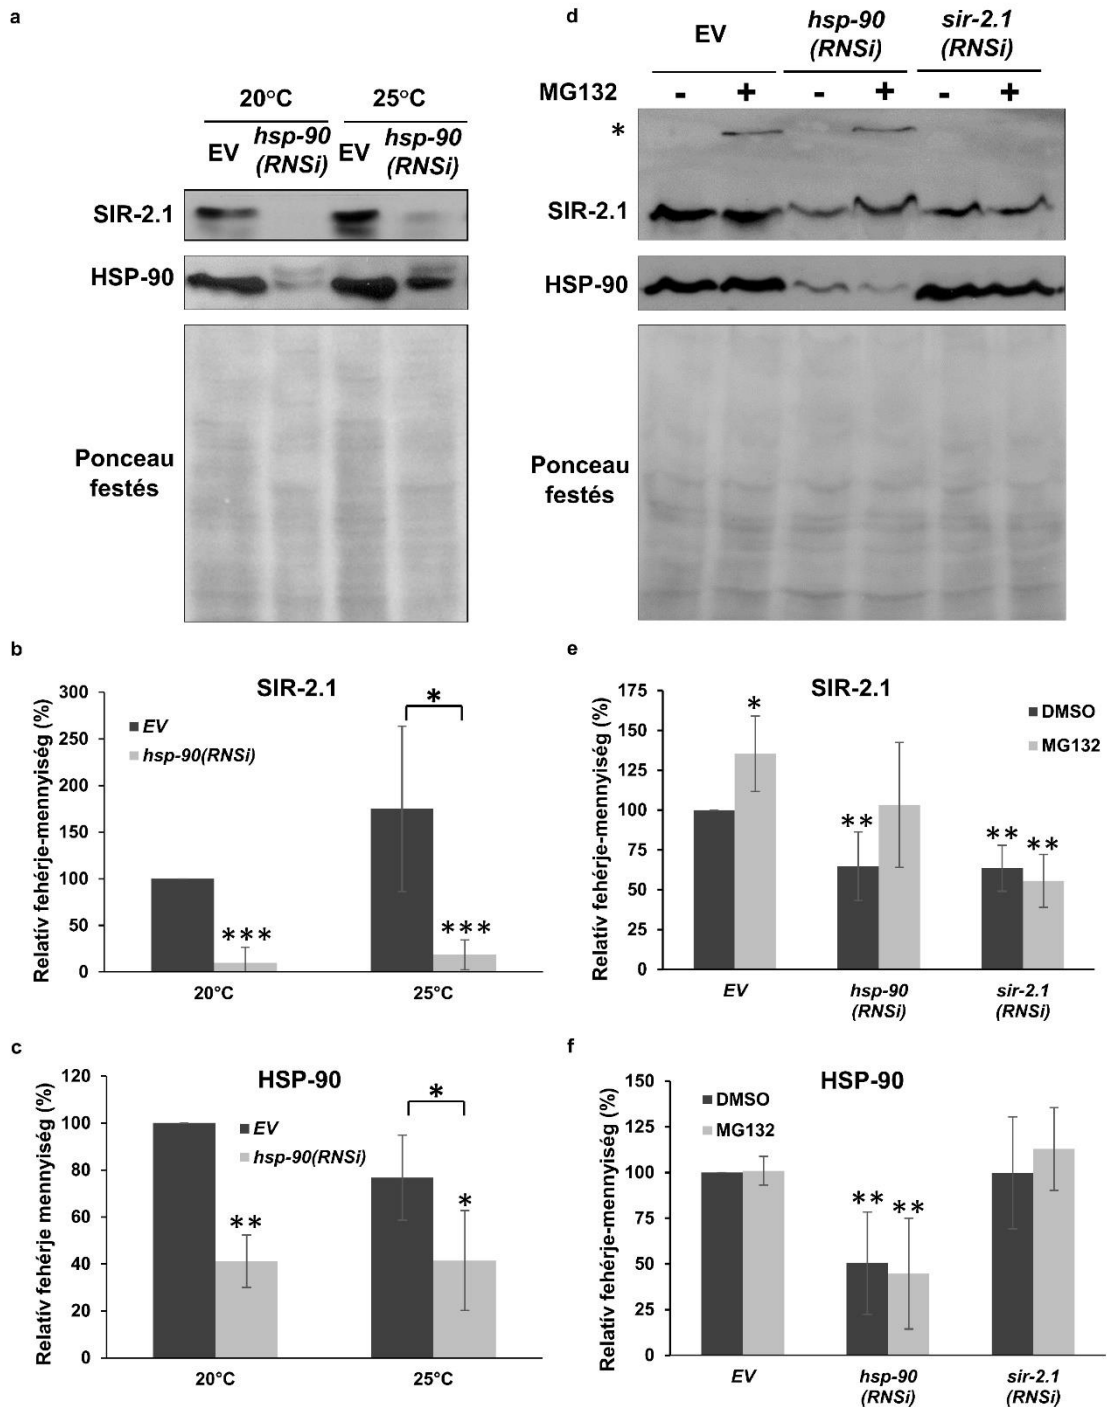 a
20°C 25°C
EV hsp-90 (RNSi) EV hsp-90 (RNSi)
SIR-2.1
HSP-90
Ponceau
festés
b
SIR-2.1
Relatív fehérje-mennyiség (%)
300
250
200
150
100
50
0
EV
hsp-90(RNSi)
***
*
***
20°C 25°C
c
HSP-90
Relatív fehérje mennyiség (%)
120
100
80
60
40
20
0
EV
hsp-90(RNSi)
**
*
*
20°C 25°C
d
EV hsp-90 (RNSi) sir-2.1 (RNSi)
MG132 - + - + - +
*
SIR-2.1
HSP-90
Ponceau
festés
e
SIR-2.1
Relatív fehérje-mennyiség (%)
175
150
125
100
75
50
25
0
DMSO
MG132
*
**
** **
EV hsp-90 (RNSi) sir-2.1 (RNSi)
f
HSP-90
Relatív fehérje-mennyiség (%)
150
125
100
75
50
25
0
DMSO
MG132
** **
EV hsp-90 (RNSi) sir-2.1 (RNSi)